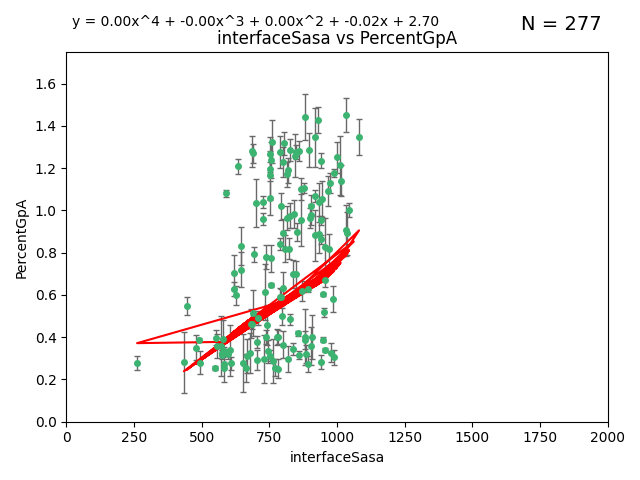 y = 0.00x^4 + -0.00x^3 + 0.00x^2 + -0.02x + 2.70
N = 277
interfaceSasa vs PercentGpA
PercentGpA
1.6
1.4
1.2
1.0
0.8
0.6
0.4
0.2
0.0
0 250 500 750 1000 1250 1500 1750 2000
interfaceSasa